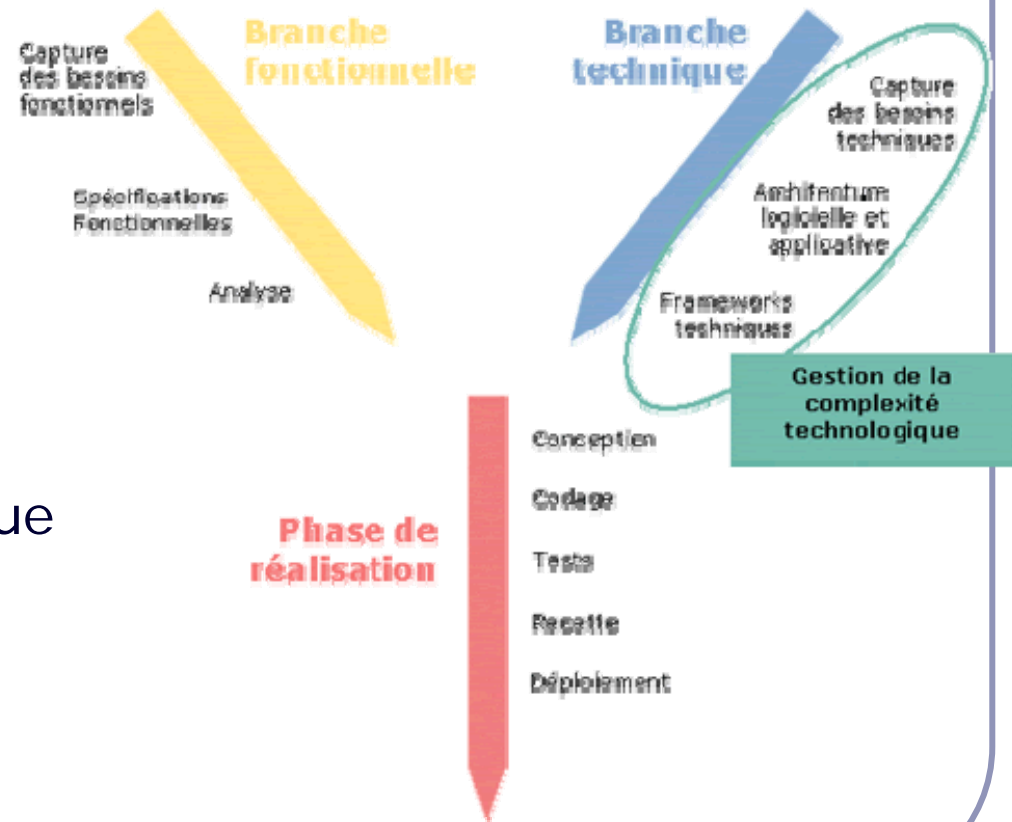 Capture
des besoins
fonctionnels
Branche
fonctionnelle
Spécifications
Fonctionnelles
Analyse
Branche
technique
Capture
des besoins
techniques
Architecture
logicielle et
applicative
Frameworks
techniques
Gestion de la
complexité
technologique
ue
Phase de
réalisation
Conception
Codage
Tests
Recette
Déploiement